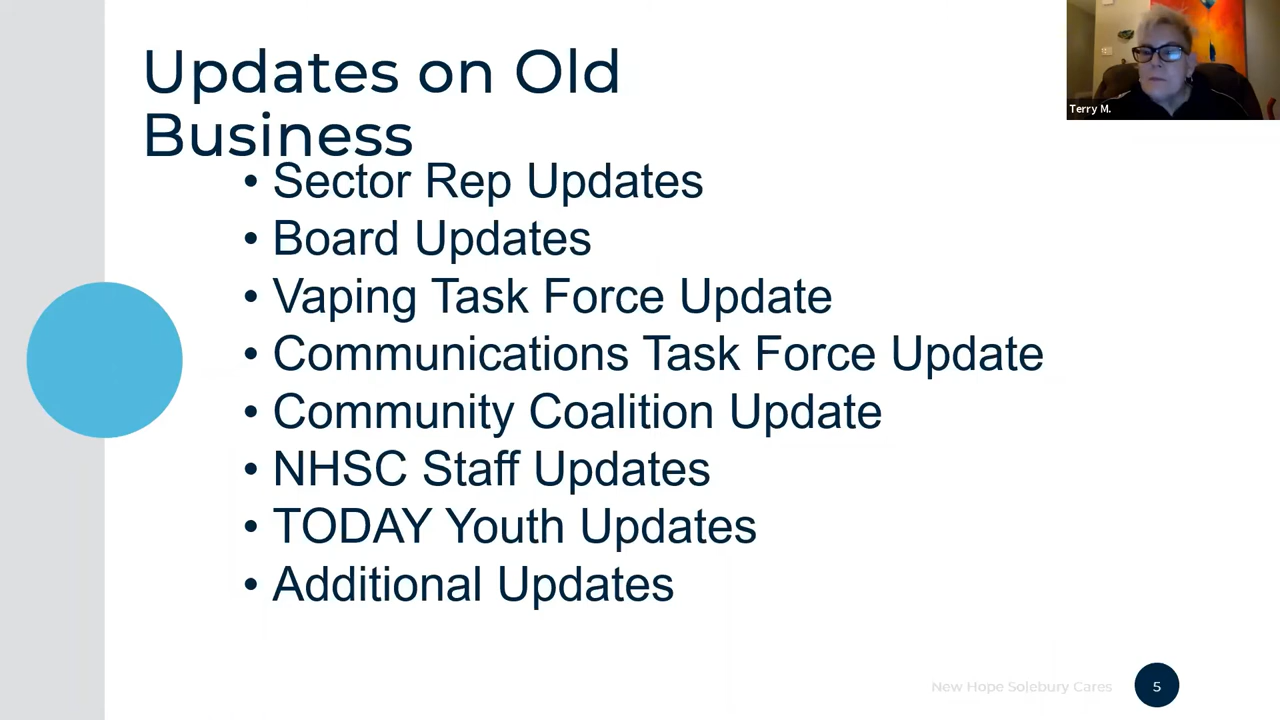 Updates on Old
Business
• Sector Rep Updates
• Board Updates
• Vaping Task Force Update
• Communications Task Force Update
• Community Coalition Update
• NHSC Staff Updates
• TODAY Youth Updates
• Additional Updates
Terry M.
New Hope Solebury Cares
5